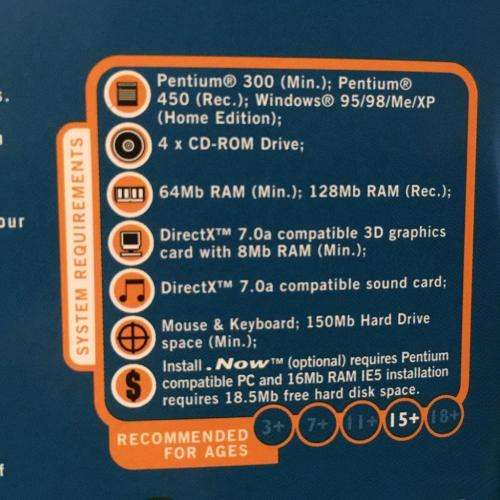 s.
our
f
SYSTEM REQUIREMENTS
Pentium® 300 (Min.); Pentium®
450 (Rec.); Windows® 95/98/Me/XP
(Home Edition);
4 x CD-ROM Drive;
64Mb RAM (Min.); 128Mb RAM (Rec.);
DirectX™ 7.0a compatible 3D graphics
card with 8Mb RAM (Min.);
DirectX™ 7.0a compatible sound card;
Mouse & Keyboard; 150Mb Hard Drive
space (Min.);
Install .Now™ (optional) requires Pentium
compatible PC and 16Mb RAM IE5 installation
requires 18.5Mb free hard disk space.
$
RECOMMENDED
FOR AGES
3+ 7+ 11+ 15+ 18+